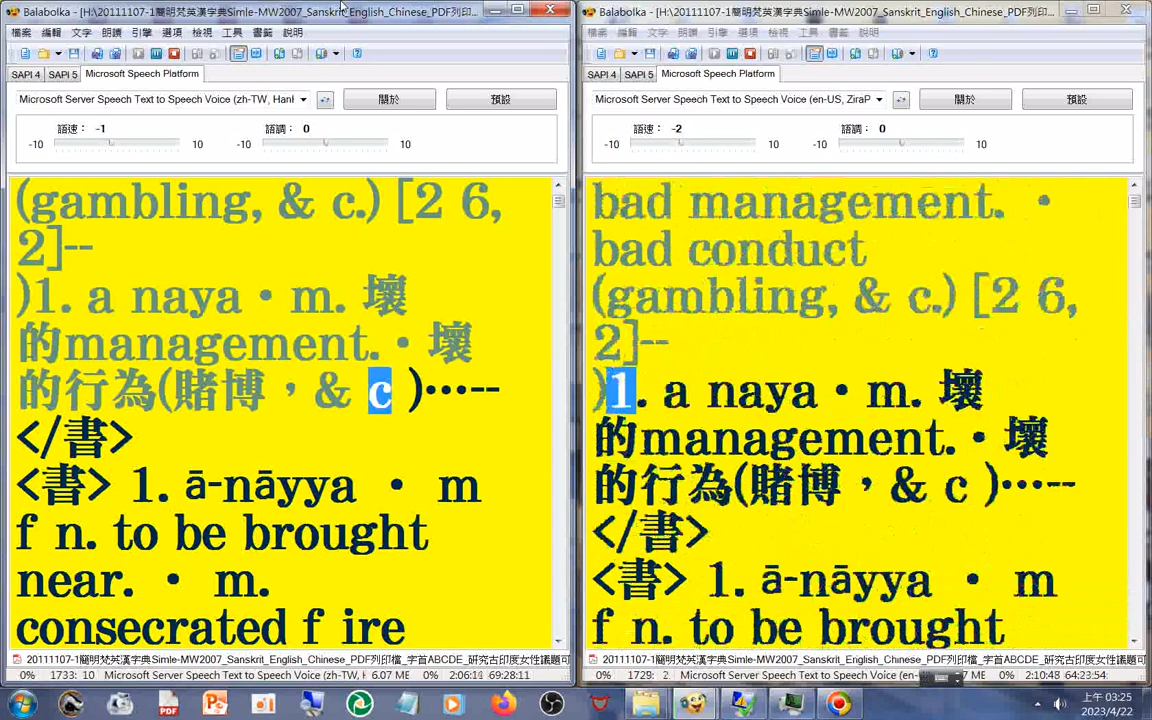 Balabolka - [H:\20111107-1簡明梵英漢字典Simle-MW2007_Sanskrit_English_Chinese_PDF列印...
檔案 編輯 文字 朗讀 引擎 選項 檢視 工具 書籤 說明
SAPI 4 SAPI 5 Microsoft Speech Platform
Microsoft Server Speech Text to Speech Voice (zh-TW, Hanl
關於 預設
語速： -1 語調： 0
-10 10 -10 10
(gambling, & c.) [2 6,
2]--
)1. a naya • m. 壞
的management. • 壞
的行為(賭博，& c )…--
</書>
<書> 1. ā-nāyya • m
f n. to be brought
near. • m.
consecrated f ire
20111107-1簡明梵英漢字典Simle-MW2007_Sanskrit_English_Chinese_PDF列印檔_字首ABCDE_研究古印度女性議題可
0% 1733: 10 Microsoft Server Speech Text to Speech Voice (zh-TW, H 6.07 MB 0% 2:06:11 69:28:11
Balabolka - [H:\20111107-1簡明梵英漢字典Simle-MW2007_Sanskrit_English_Chinese_PDF列印...
檔案 編輯 文字 朗讀 引擎 選項 檢視 工具 書籤 說明
SAPI 4 SAPI 5 Microsoft Speech Platform
Microsoft Server Speech Text to Speech Voice (en-US, ZiraP
關於 預設
語速： -2 語調： 0
-10 10 -10 10
bad management. •
bad conduct
(gambling, & c.) [2 6,
2]--
)1. a naya • m. 壞
的management. • 壞
的行為(賭博，& c )…--
</書>
<書> 1. ā-nāyya • m
f n. to be brought
20111107-1簡明梵英漢字典Simle-MW2007_Sanskrit_English_Chinese_PDF列印檔_字首ABCDE_研究古印度女性議題可
0% 1729: 2 Microsoft Server Speech Text to Speech Voice (en- 0% 2:10:48 64:23:54
PDF
上午 03:25
2023/4/22